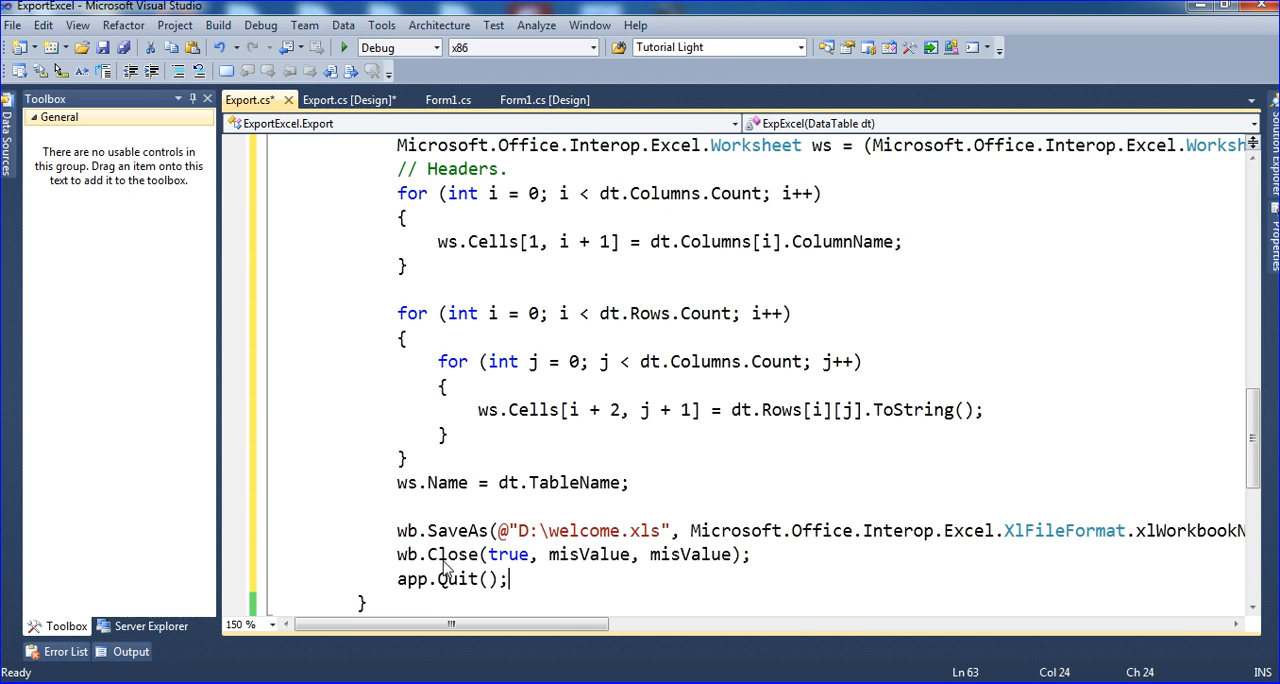 ExportExcel - Microsoft Visual Studio
File Edit View Refactor Project Build Debug Team Data Tools Architecture Test Analyze Window Help
Debug x86 Tutorial Light
Toolbox
Export.cs* Export.cs [Design]* Form1.cs Form1.cs [Design]
General
ExportExcel.Export ExpExcel(DataTable dt)
There are no usable controls in
this group. Drag an item onto this
text to add it to the toolbox.
Data Sources
Solution Explorer
Properties
Microsoft.Office.Interop.Excel.Worksheet ws = (Microsoft.Office.Interop.Excel.Worksh
// Headers.
for (int i = 0; i < dt.Columns.Count; i++)
{
ws.Cells[1, i + 1] = dt.Columns[i].ColumnName;
}
for (int i = 0; i < dt.Rows.Count; i++)
{
for (int j = 0; j < dt.Columns.Count; j++)
{
ws.Cells[i + 2, j + 1] = dt.Rows[i][j].ToString();
}
}
ws.Name = dt.TableName;
wb.SaveAs(@"D:\welcome.xls", Microsoft.Office.Interop.Excel.XlFileFormat.xlWorkbookN
wb.Close(true, misValue, misValue);
app.Quit();
}
150 %
Toolbox Server Explorer
Error List Output
Ready Ln 63 Col 24 Ch 24 INS